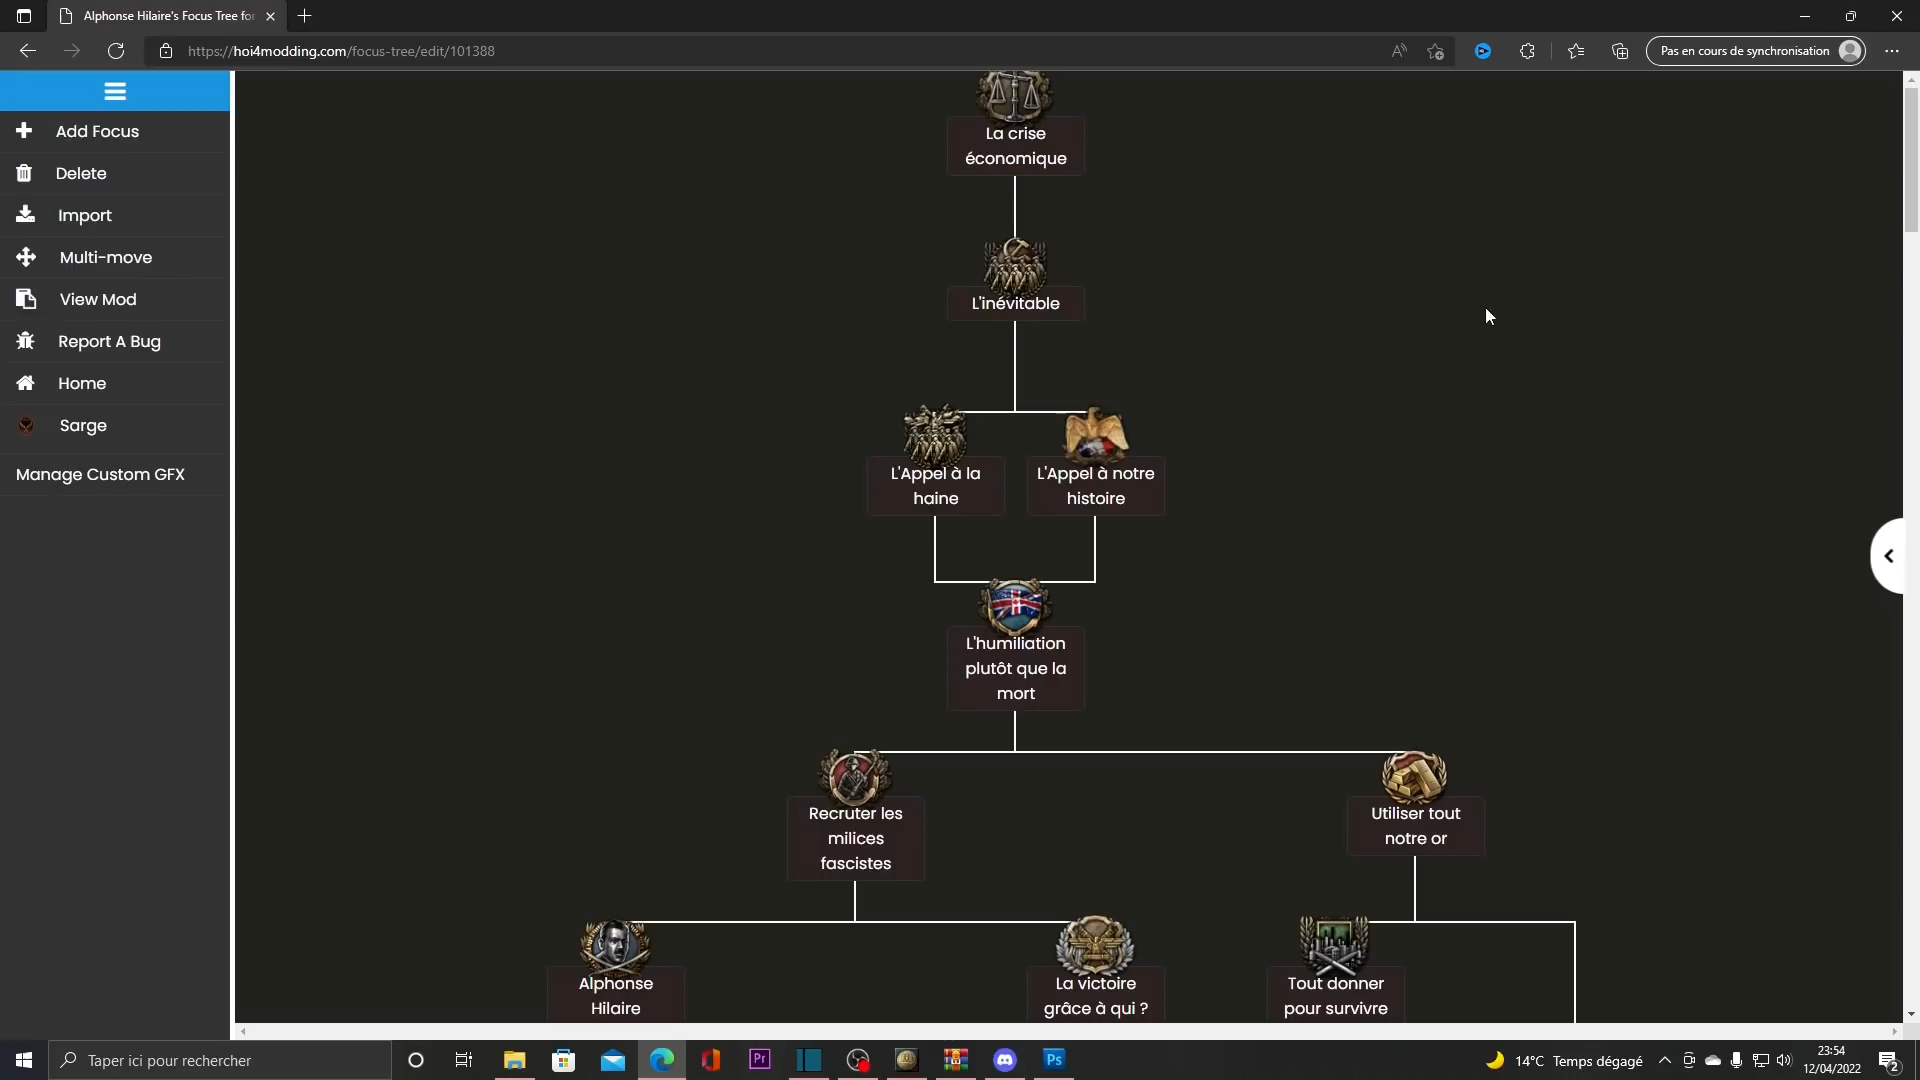 Alphonse Hilaire's Focus Tree for
https://hoi4modding.com/focus-tree/edit/101388
Pas en cours de synchronisation
Add Focus
Delete
Import
Multi-move
View Mod
Report A Bug
Home
Sarge
Manage Custom GFX
La crise
économique
L'inévitable
L'Appel à la
haine
L'Appel à notre
histoire
L'humiliation
plutôt que la
mort
Recruter les
milices
fascistes
Utiliser tout
notre or
Alphonse
Hilaire
La victoire
grâce à qui ?
Tout donner
pour survivre
Taper ici pour rechercher
Pr
Ps
14°C Temps dégagé
23:54
12/04/2022
2